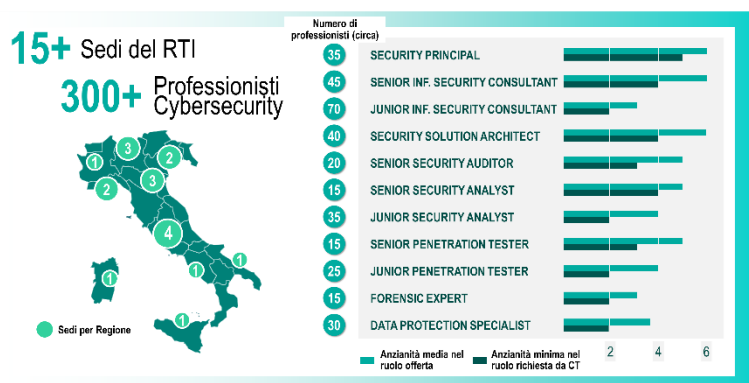 15+ Sedi del RTI
300+ Professionisti
Cybersecurity
1
3
2
2
3
4
1
1
1
1
Sedi per Regione
Numero di
professionisti (circa)
35 SECURITY PRINCIPAL
45 SENIOR INF. SECURITY CONSULTANT
70 JUNIOR INF. SECURITY CONSULTANT
40 SECURITY SOLUTION ARCHITECT
20 SENIOR SECURITY AUDITOR
15 SENIOR SECURITY ANALYST
35 JUNIOR SECURITY ANALYST
15 SENIOR PENETRATION TESTER
25 JUNIOR PENETRATION TESTER
15 FORENSIC EXPERT
30 DATA PROTECTION SPECIALIST
Anzianità media nel
ruolo offerta
Anzianità minima nel
ruolo richiesta da CT
2 4 6